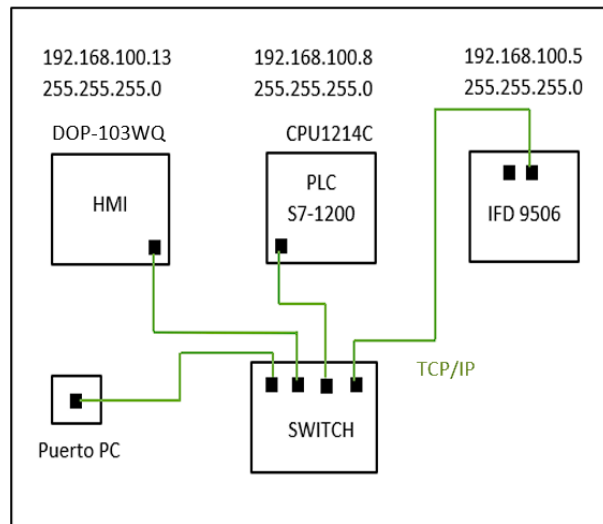 192.168.100.13
255.255.255.0
DOP-103WQ
HMI
192.168.100.8
255.255.255.0
CPU1214C
PLC
S7-1200
192.168.100.5
255.255.255.0
IFD 9506
TCP/IP
SWITCH
Puerto PC